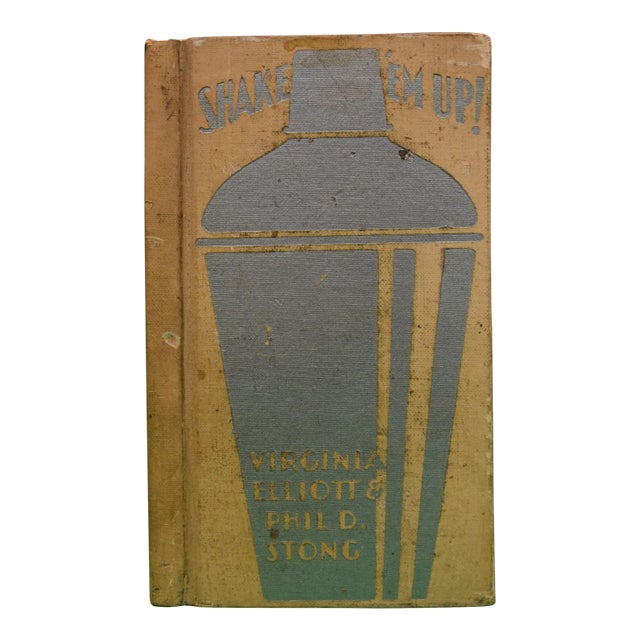 SHAKE 'EM UP!
VIRGINIA
ELLIOTT &
PHIL D.
STONG